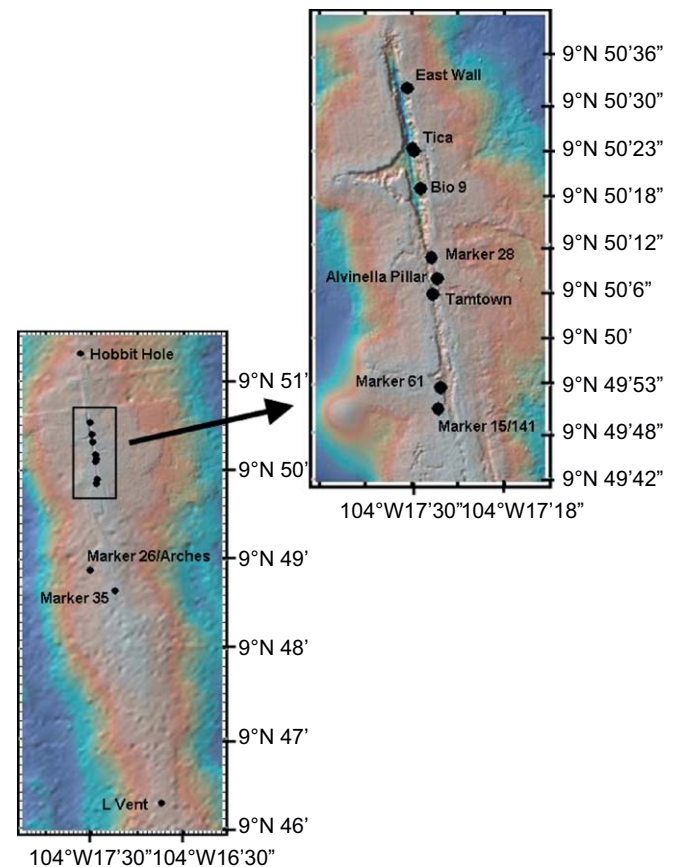 9°N 50’36”
East Wall
9°N 50’30”
Tica
9°N 50’23”
Bio 9
9°N 50’18”
Marker 28
9°N 50’12”
Alvinella Pillar
9°N 50’6”
Tamtown
9°N 50’
Marker 61
9°N 49’53”
Marker 15/141
9°N 49’48”
9°N 49’42”
104°W17’30”104°W17’18”
Hobbit Hole
9°N 51’
9°N 50’
Marker 26/Arches
9°N 49’
Marker 35
9°N 48’
9°N 47’
L Vent
9°N 46’
104°W17’30”104°W16’30”